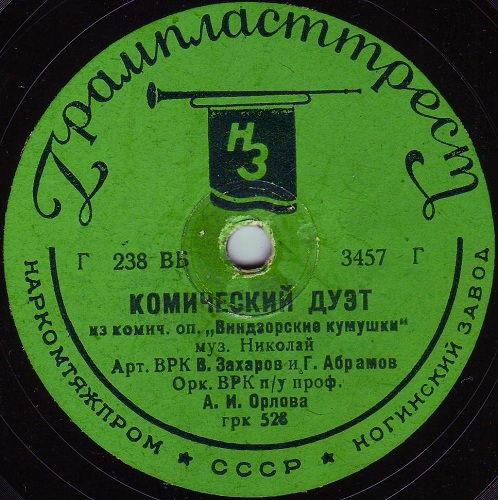 Грампласттрест
НЗ
Г 238 ВБ 3457 Г
КОМИЧЕСКИЙ ДУЭТ
из комич. оп. „Виндзорские кумушки“
муз. Николай
Арт. ВРК В. Захаров и Г. Абрамов
Орк. ВРК п/у проф.
А. И. Орлова
грк 528
НАРКОМТЯЖПРОМ ★ СССР ★ НОГИНСКИЙ ЗАВОД